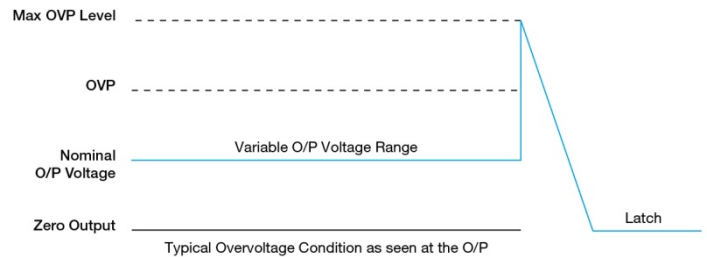 Max OVP Level
OVP
Variable O/P Voltage Range
Nominal
O/P Voltage
Zero Output
Latch
Typical Overvoltage Condition as seen at the O/P